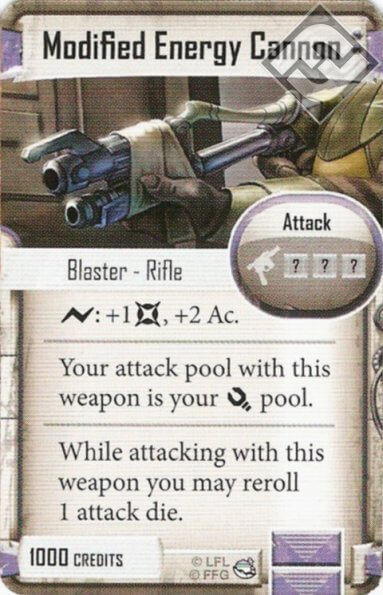 Modified Energy Cannon
Attack
? ? ?
Blaster - Rifle
: +1 , +2 Ac.
Your attack pool with this
weapon is your pool.
While attacking with this
weapon you may reroll
1 attack die.
1000 CREDITS
© LFL
© FFG